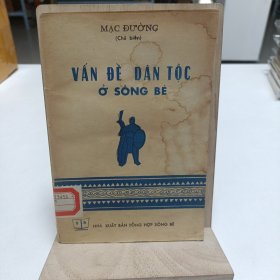 MẠC ĐƯỜNG
(Chủ biên)
VẤN ĐỀ DÂN TỘC
Ở SÔNG BÉ
NHÀ XUẤT BẢN TỔNG HỢP SÔNG BÉ